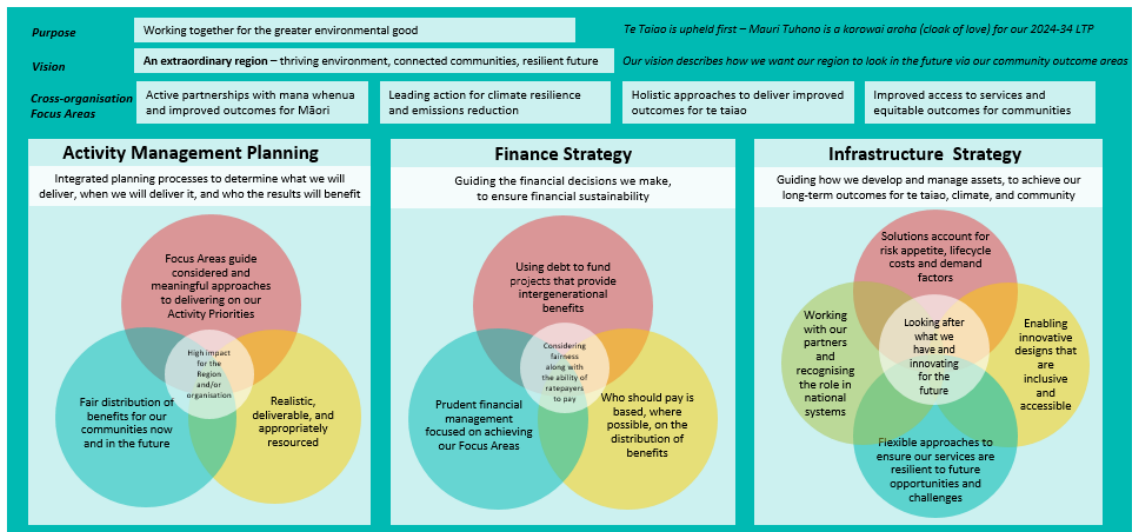 Purpose
Working together for the greater environmental good
Te Taiao is upheld first – Mauri Tuhono is a korowai aroha (cloak of love) for our 2024-34 LTP
Vision
An extraordinary region – thriving environment, connected communities, resilient future
Our vision describes how we want our region to look in the future via our community outcome areas
Cross-organisation
Focus Areas
Active partnerships with mana whenua
and improved outcomes for Māori
Leading action for climate resilience
and emissions reduction
Holistic approaches to deliver improved
outcomes for te taiao
Improved access to services and
equitable outcomes for communities
Activity Management Planning
Integrated planning processes to determine what we will
deliver, when we will deliver it, and who the results will benefit
Focus Areas guide
considered and
meaningful approaches
to delivering on our
Activity Priorities
High impact
for the
Region
and/or
organisation
Fair distribution of
benefits for our
communities now
and in the future
Realistic,
deliverable, and
appropriately
resourced
Finance Strategy
Guiding the financial decisions we make,
to ensure financial sustainability
Using debt to fund
projects that provide
intergenerational
benefits
Considering
fairness
along with
the ability of
ratepayers
to pay
Prudent financial
management
focused on achieving
our Focus Areas
Who should pay is
based, where
possible, on the
distribution of
benefits
Infrastructure Strategy
Guiding how we develop and manage assets, to achieve our
long-term outcomes for te taiao, climate, and community
Solutions account for
risk appetite, lifecycle
costs and demand
factors
Working
with our
partners
and
recognising
the role in
national
systems
Looking after
what we
have and
innovating
for the
future
Enabling
innovative
designs that
are
inclusive
and
accessible
Flexible approaches to
ensure our services are
resilient to future
opportunities and
challenges